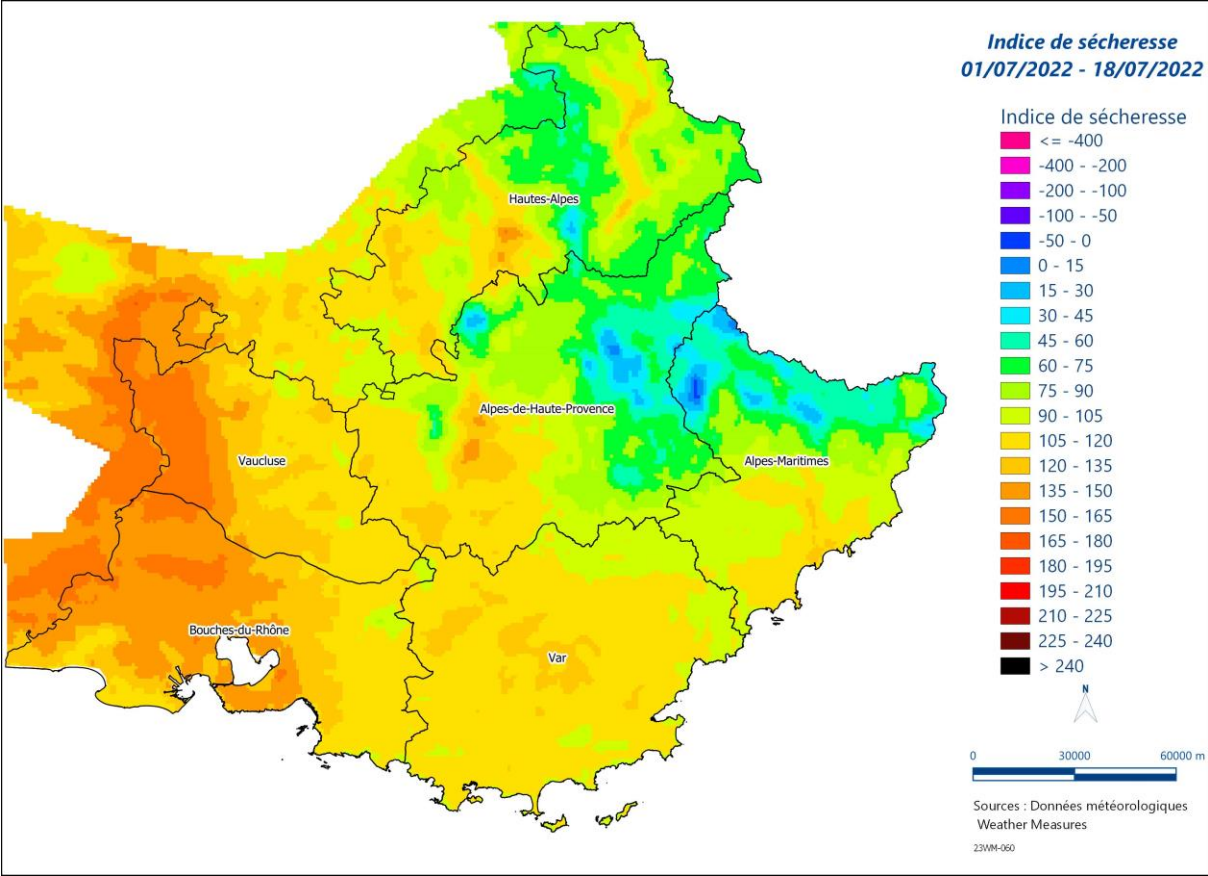 Indice de sécheresse
01/07/2022 - 18/07/2022
Indice de sécheresse
<= -400
-400 - -200
-200 - -100
-100 - -50
-50 - 0
0 - 15
15 - 30
30 - 45
45 - 60
60 - 75
75 - 90
90 - 105
105 - 120
120 - 135
135 - 150
150 - 165
165 - 180
180 - 195
195 - 210
210 - 225
225 - 240
> 240
N
0 30000 60000 m
Sources : Données météorologiques
Weather Measures
23WM-060
Hautes-Alpes
Alpes-de-Haute-Provence
Vaucluse
Alpes-Maritimes
Bouches-du-Rhône
Var